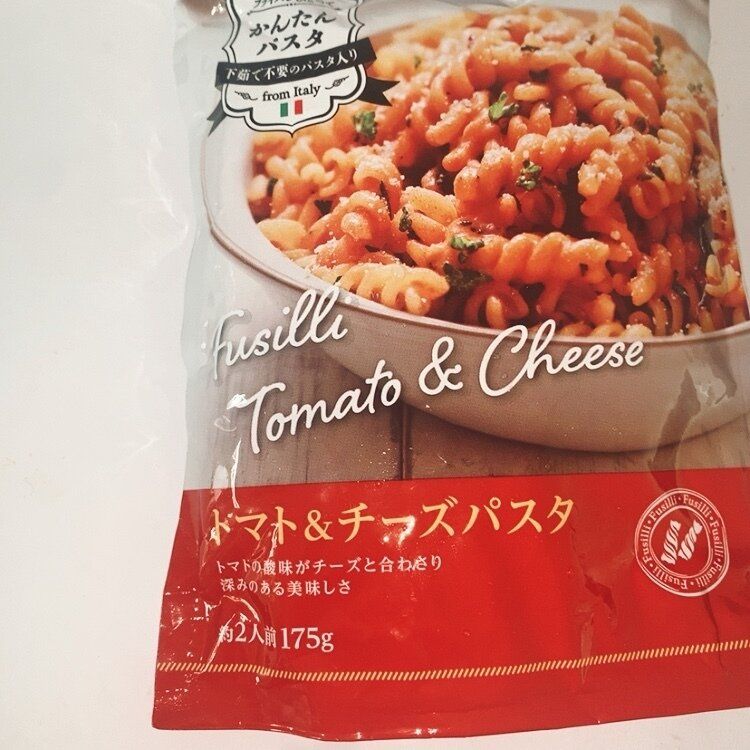 かんたん
パスタ
下茹で不要のパスタ入り
from Italy
Fusilli
Tomato & Cheese
トマト&チーズパスタ
トマトの酸味がチーズと合わさり
深みのある美味しさ
約2人前175g
Fusilli・Fusilli・Fusilli・Fusilli